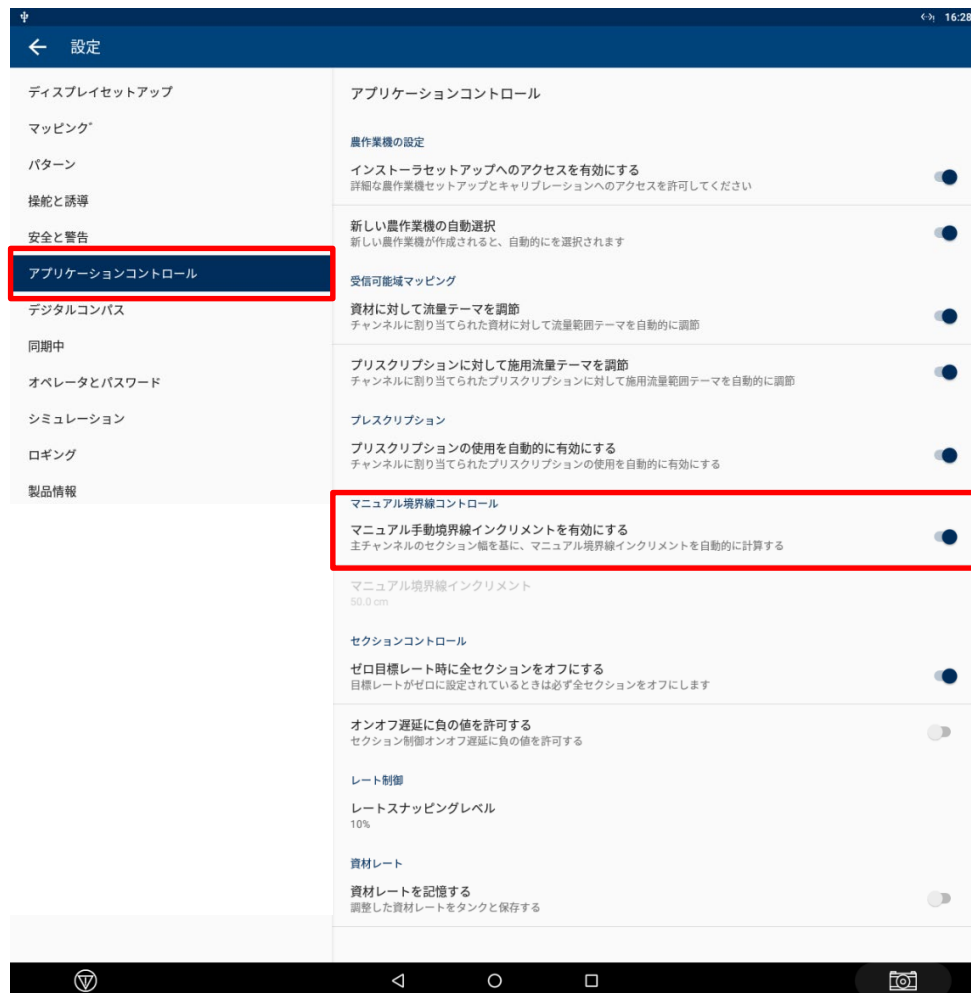 16:28
設定
ディスプレイセットアップ
マッピング
パターン
操舵と誘導
安全と警告
アプリケーションコントロール
デジタルコンパス
同期中
オペレータとパスワード
シミュレーション
ロギング
製品情報
アプリケーションコントロール
農作業機の設定
インストーラセットアップへのアクセスを有効にする
詳細な農作業機セットアップとキャリブレーションへのアクセスを許可してください
新しい農作業機の自動選択
新しい農作業機が作成されると、自動的にを選択されます
受信可能域マッピング
資材に対して流量テーマを調節
チャンネルに割り当てられた資材に対して流量範囲テーマを自動的に調節
プリスクリプションに対して施用流量テーマを調節
チャンネルに割り当てられたプリスクリプションに対して施用流量範囲テーマを自動的に調節
プレスクリプション
プリスクリプションの使用を自動的に有効にする
チャンネルに割り当てられたプリスクリプションの使用を自動的に有効にする
マニュアル境界線コントロール
マニュアル手動境界線インクリメントを有効にする
主チャンネルのセクション幅を基に、マニュアル境界線インクリメントを自動的に計算する
マニュアル境界線インクリメント
50.0 cm
セクションコントロール
ゼロ目標レート時に全セクションをオフにする
目標レートがゼロに設定されているときは必ず全セクションをオフにします
オンオフ遅延に負の値を許可する
セクション制御オンオフ遅延に負の値を許可する
レート制御
レートスナッピングレベル
10%
資材レート
資材レートを記憶する
調整した資材レートをタンクと保存する